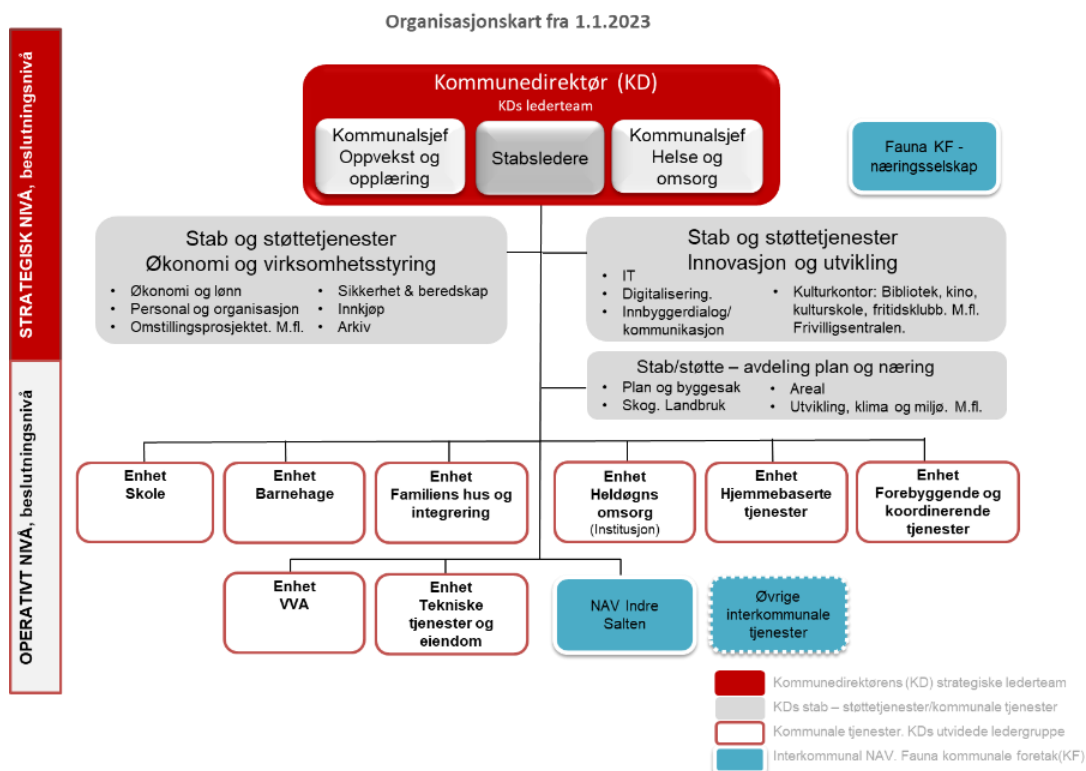 Organisasjonskart fra 1.1.2023
STRATEGISK NIVÅ, beslutningsnivå
Kommunedirektør (KD)
KDs lederteam
Kommunalsjef
Oppvekst og
opplæring
Stabsledere
Kommunalsjef
Helse og
omsorg
Fauna KF -
næringsselskap
Stab og støttetjenester
Økonomi og virksomhetsstyring
• Økonomi og lønn
• Personal og organisasjon
• Omstillingsprosjektet. M.fl.
• Sikkerhet & beredskap
• Innkjøp
• Arkiv
Stab og støttetjenester
Innovasjon og utvikling
• IT
• Digitalisering.
• Innbyggerdialog/
kommunikasjon
• Kulturkontor: Bibliotek, kino,
kulturskole, fritidsklubb. M.fl.
Frivilligsentralen.
OPERATIVT NIVÅ, beslutningsnivå
Stab/støtte – avdeling plan og næring
• Plan og byggesak
• Skog. Landbruk
• Areal
• Utvikling, klima og miljø. M.fl.
Enhet
Skole
Enhet
Barnehage
Enhet
Familiens hus og
integrering
Enhet
Heldøgns
omsorg
(Institusjon)
Enhet
Hjemmebaserte
tjenester
Enhet
Forebyggende og
koordinerende
tjenester
Enhet
VVA
Enhet
Tekniske
tjenester og
eiendom
NAV Indre
Salten
Øvrige
interkommunale
tjenester
Kommunedirektørens (KD) strategiske lederteam
KDs stab – støttetjenester/kommunale tjenester
Kommunale tjenester. KDs utvidede ledergruppe
Interkommunal NAV. Fauna kommunale foretak(KF)